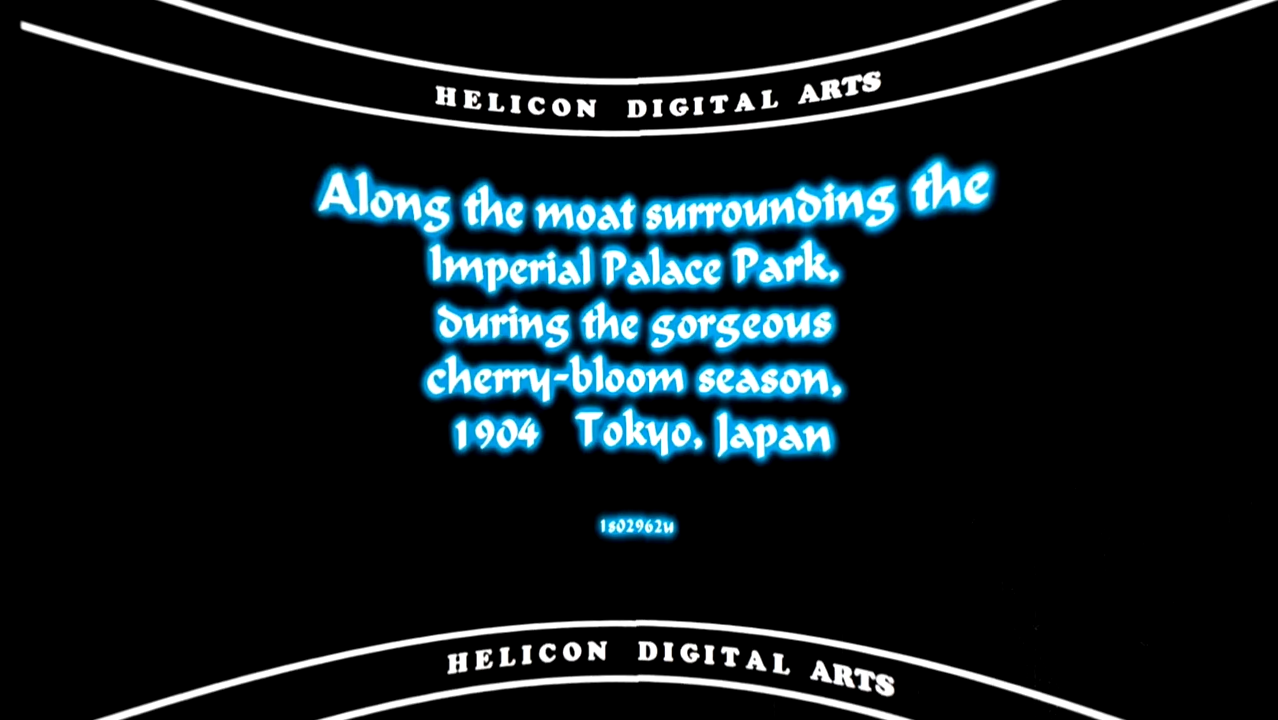 HELICON DIGITAL ARTS
Along the moat surrounding the
Imperial Palace Park,
during the gorgeous
cherry-bloom season,
1904 Tokyo, Japan
1s02962u
HELICON DIGITAL ARTS